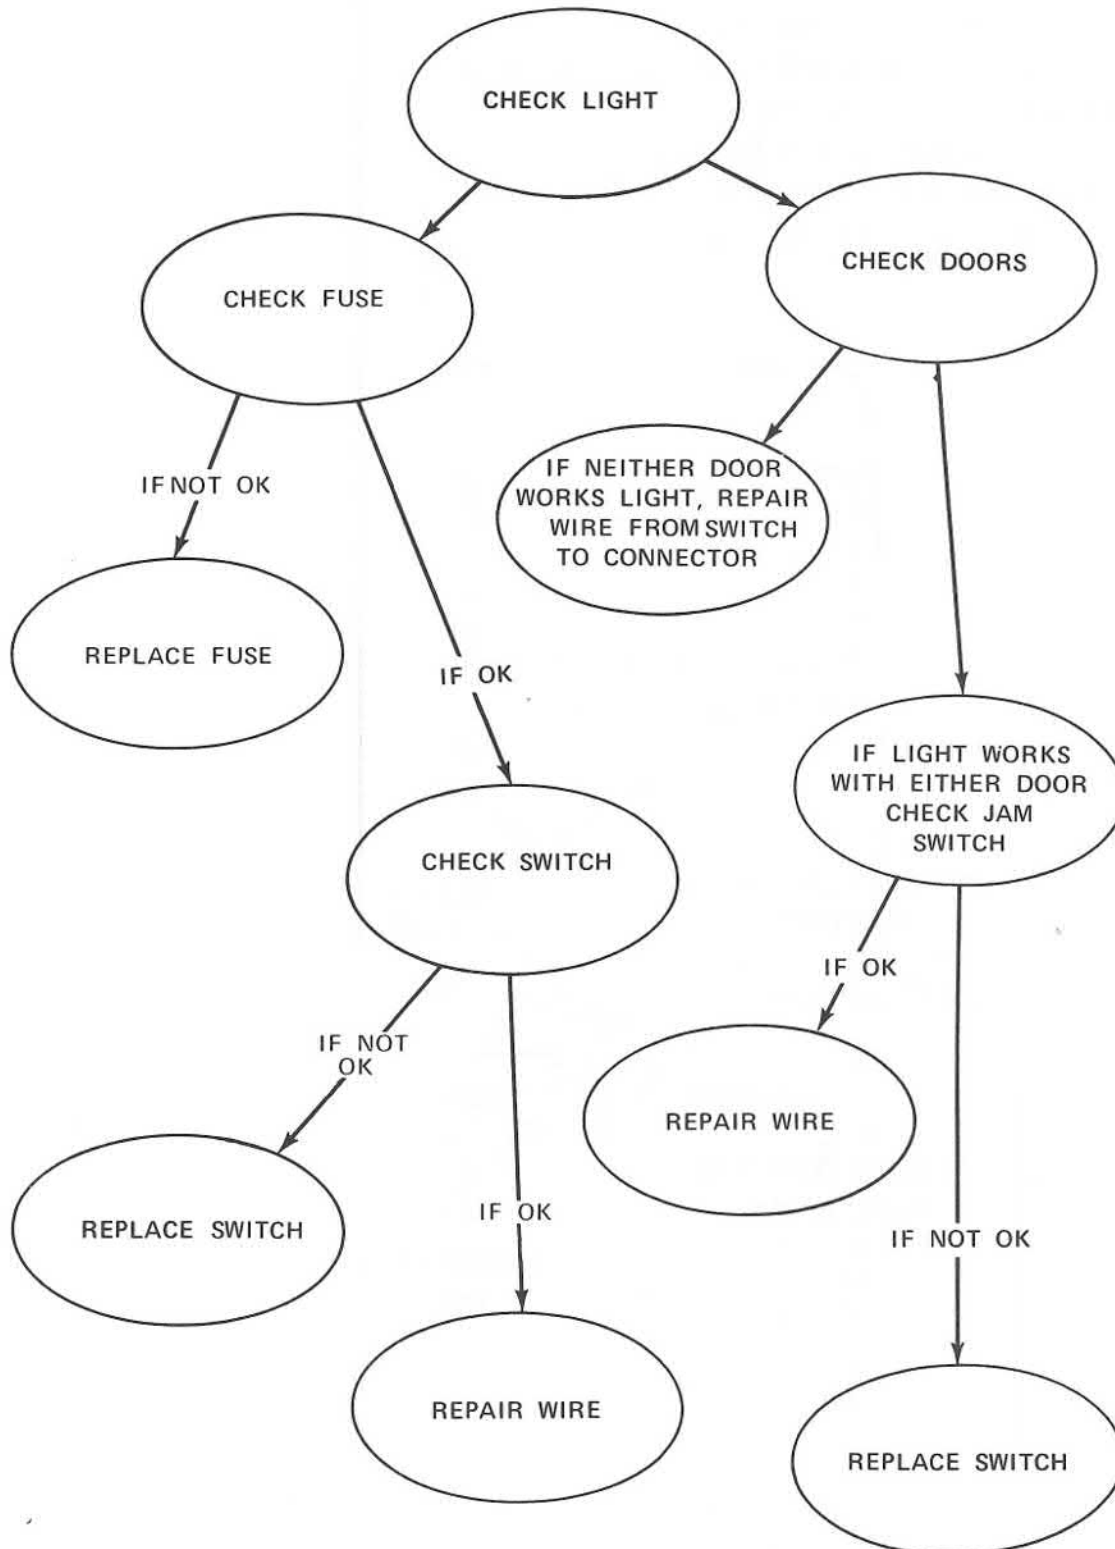 CHECK LIGHT
CHECK DOORS
CHECK FUSE
IF NEITHER DOOR
WORKS LIGHT, REPAIR
WIRE FROM SWITCH
TO CONNECTOR
IF NOT OK
REPLACE FUSE
IF OK
IF LIGHT WORKS
WITH EITHER DOOR
CHECK JAM
SWITCH
CHECK SWITCH
IF OK
IF NOT
OK
REPAIR WIRE
REPLACE SWITCH
IF OK
IF NOT OK
REPAIR WIRE
REPLACE SWITCH